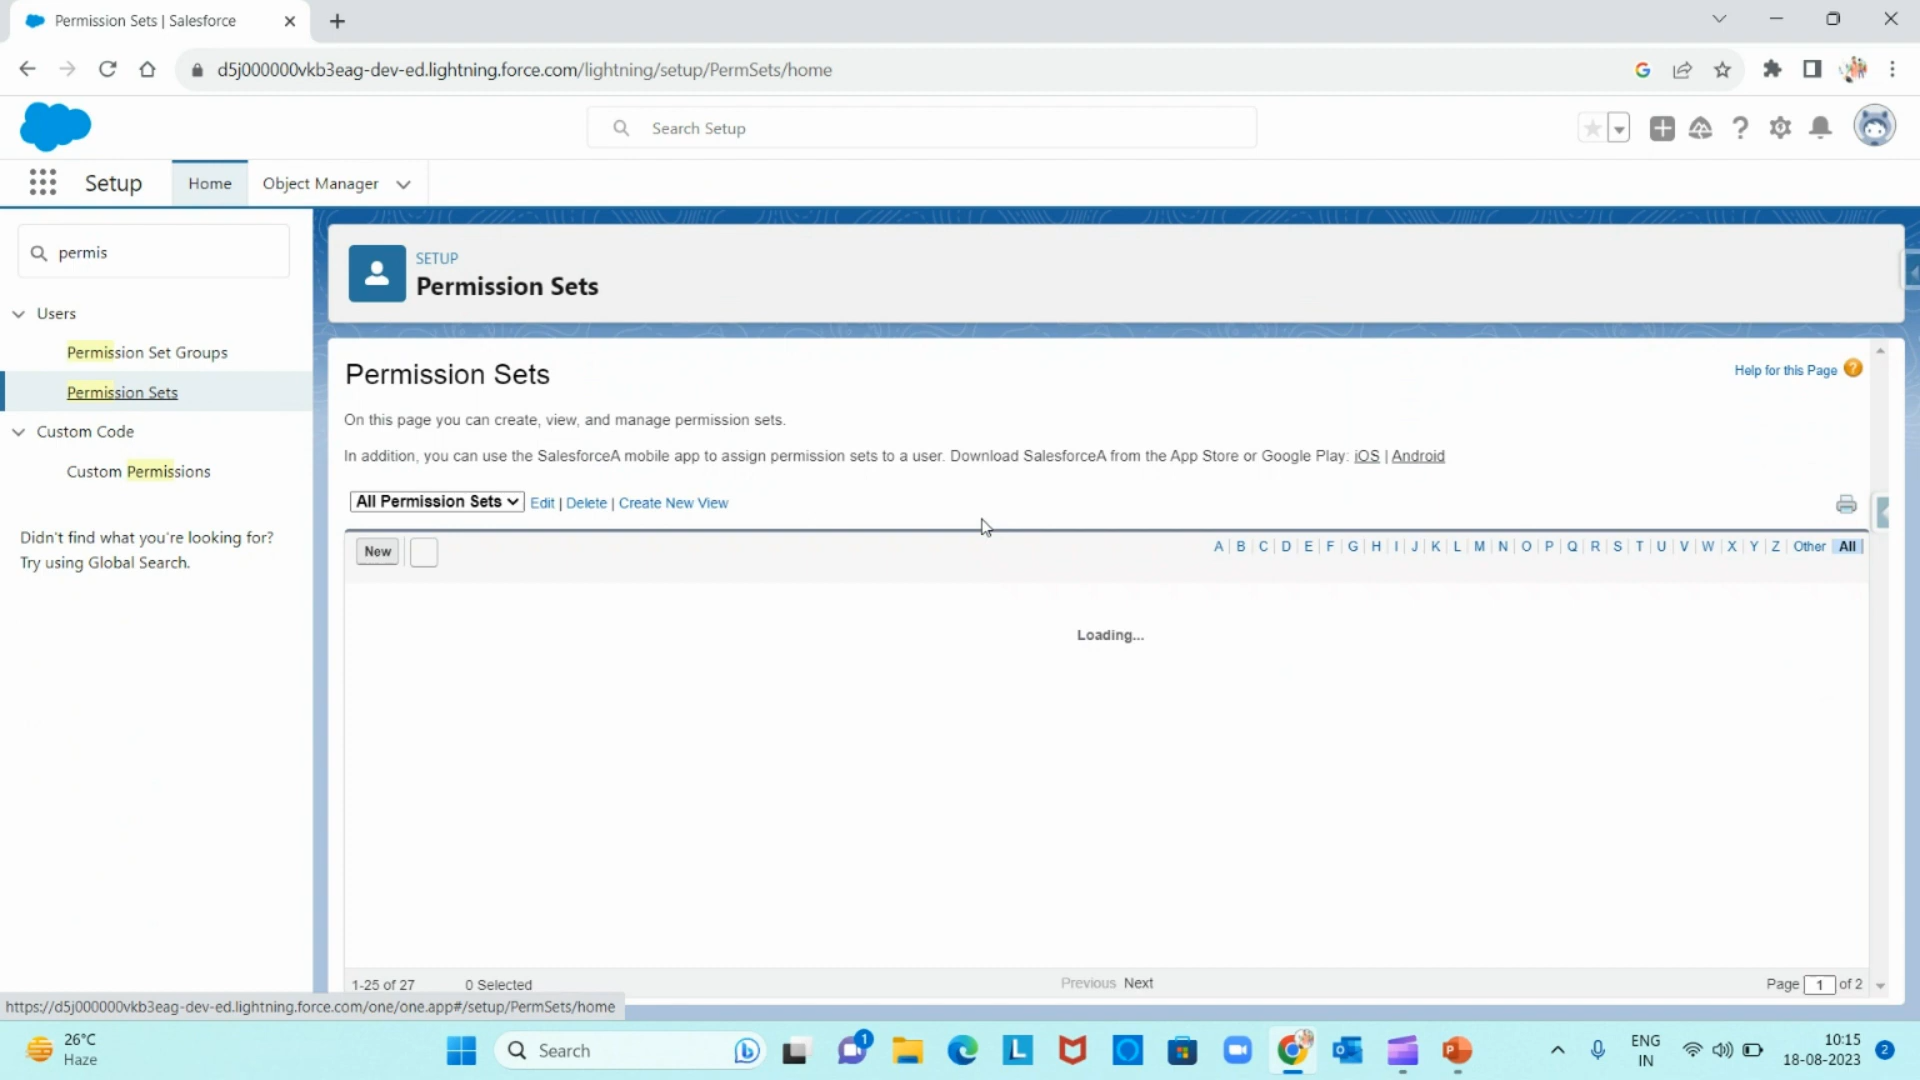 Permission Sets | Salesforce
d5j000000vkb3eag-dev-ed.lightning.force.com/lightning/setup/PermSets/home
Search Setup
Setup
Home
Object Manager
permis
Users
Permission Set Groups
Permission Sets
Custom Code
Custom Permissions
Didn't find what you're looking for?
Try using Global Search.
SETUP
Permission Sets
Permission Sets
Help for this Page ?
On this page you can create, view, and manage permission sets.
In addition, you can use the SalesforceA mobile app to assign permission sets to a user. Download SalesforceA from the App Store or Google Play: iOS | Android
All Permission Sets Edit | Delete | Create New View
New
A | B | C | D | E | F | G | H | I | J | K | L | M | N | O | P | Q | R | S | T | U | V | W | X | Y | Z | Other | All |
Loading...
1-25 of 27 0 Selected
Previous Next
Page 1 of 2
https://d5j000000vkb3eag-dev-ed.lightning.force.com/one/one.app#/setup/PermSets/home
26°C
Haze
Search
1
ENG
IN
10:15
18-08-2023
2